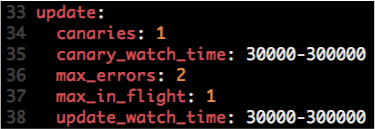 33 update:
34   canaries: 1
35   canary_watch_time: 30000-300000
36   max_errors: 2
37   max_in_flight: 1
38   update_watch_time: 30000-300000